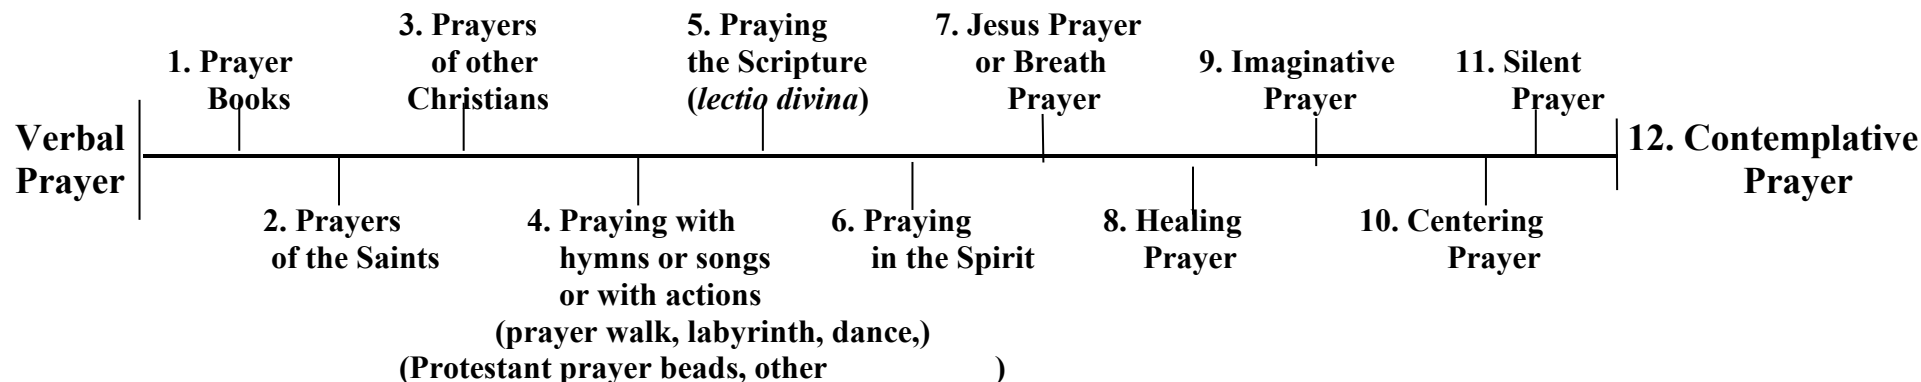 Verbal
Prayer
1. Prayer
Books
2. Prayers
of the Saints
3. Prayers
of other
Christians
4. Praying with
hymns or songs
or with actions
(prayer walk, labyrinth, dance,)
(Protestant prayer beads, other )
5. Praying
the Scripture
(lectio divina)
6. Praying
in the Spirit
7. Jesus Prayer
or Breath
Prayer
8. Healing
Prayer
9. Imaginative
Prayer
10. Centering
Prayer
11. Silent
Prayer
12. Contemplative
Prayer